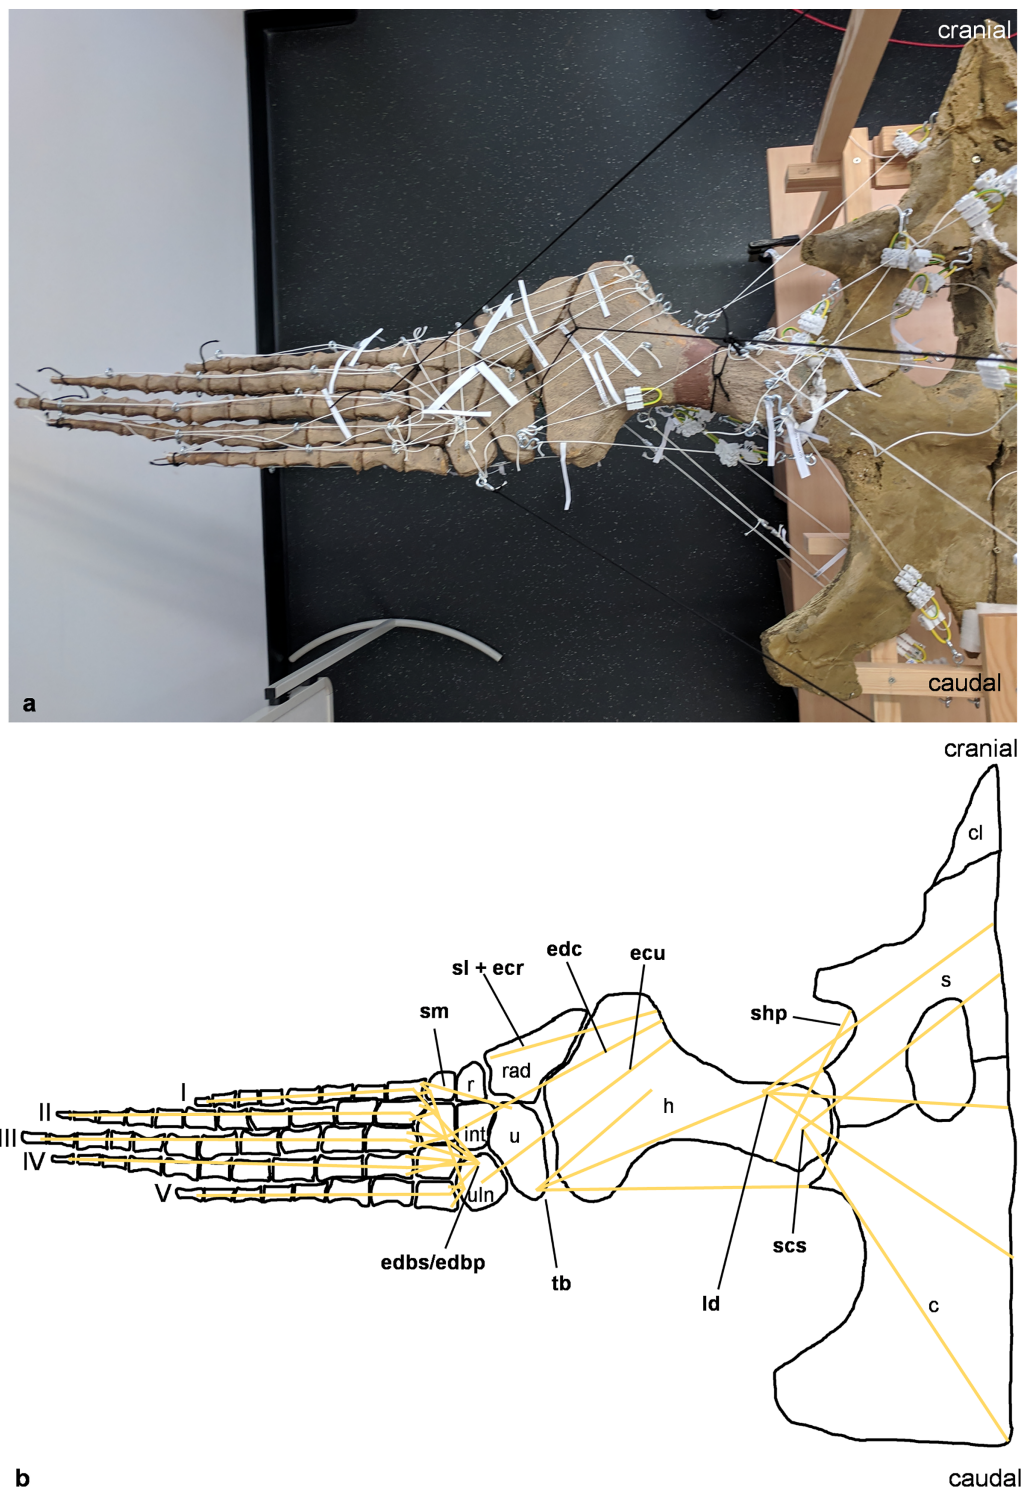 cranial
caudal
a
cranial
cl
edc
ecu
sl + ecr
s
sm
shp
rad
r
I
II
h
III
int
u
IV
V
uln
scs
edbs/edbp
tb
ld
c
b
caudal